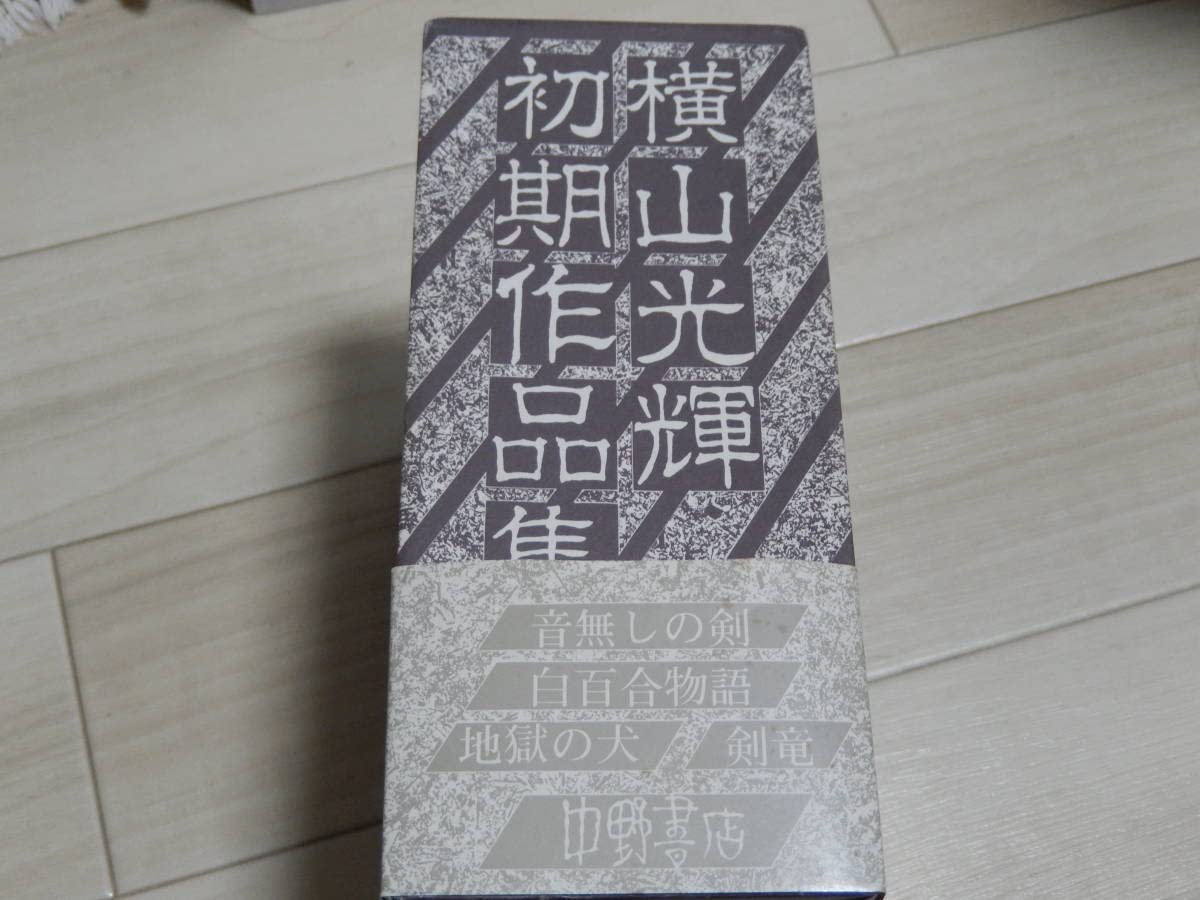 横山光輝
初期作品集
音無しの剣
白百合物語
地獄の犬
剣竜
中野書店